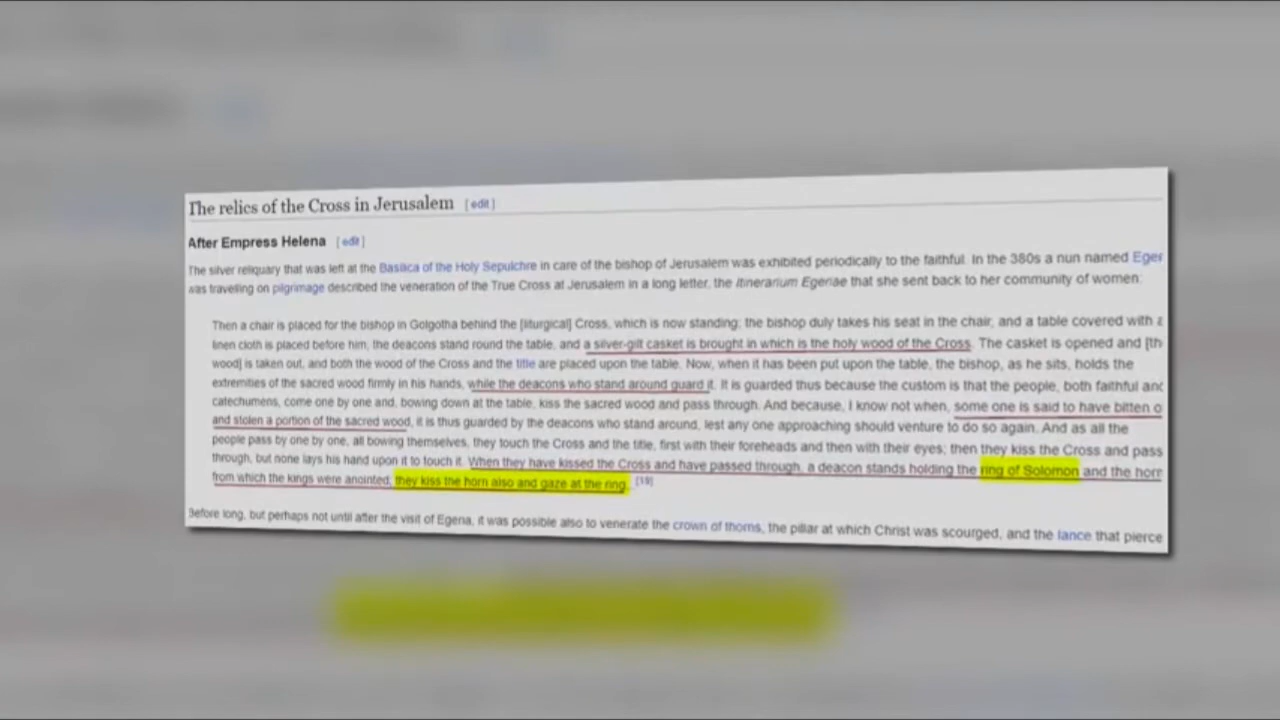 The relics of the Cross in Jerusalem [edit]
After Empress Helena [edit]
The silver reliquary that was left at the Basilica of the Holy Sepulchre in care of the bishop of Jerusalem was exhibited periodically to the faithful. In the 380s a nun named Eger
was travelling on pilgrimage described the veneration of the True Cross at Jerusalem in a long letter, the Itinerarium Egeriae that she sent back to her community of women:
Then a chair is placed for the bishop in Golgotha behind the [liturgical] Cross, which is now standing; the bishop duly takes his seat in the chair, and a table covered with a
linen cloth is placed before him; the deacons stand round the table, and a silver-gilt casket is brought in which is the holy wood of the Cross. The casket is opened and [th
wood] is taken out, and both the wood of the Cross and the title are placed upon the table. Now, when it has been put upon the table, the bishop, as he sits, holds the
extremities of the sacred wood firmly in his hands, while the deacons who stand around guard it. It is guarded thus because the custom is that the people, both faithful and
catechumens, come one by one and, bowing down at the table, kiss the sacred wood and pass through. And because, I know not when, some one is said to have bitten o
and stolen a portion of the sacred wood, it is thus guarded by the deacons who stand around, lest any one approaching should venture to do so again. And as all the
people pass by one by one, all bowing themselves, they touch the Cross and the title, first with their foreheads and then with their eyes; then they kiss the Cross and pass
through, but none lays his hand upon it to touch it. When they have kissed the Cross and have passed through, a deacon stands holding the ring of Solomon and the horn
from which the kings were anointed; they kiss the horn also and gaze at the ring. [19]
Before long, but perhaps not until after the visit of Egeria, it was possible also to venerate the crown of thorns, the pillar at which Christ was scourged, and the lance that pierce